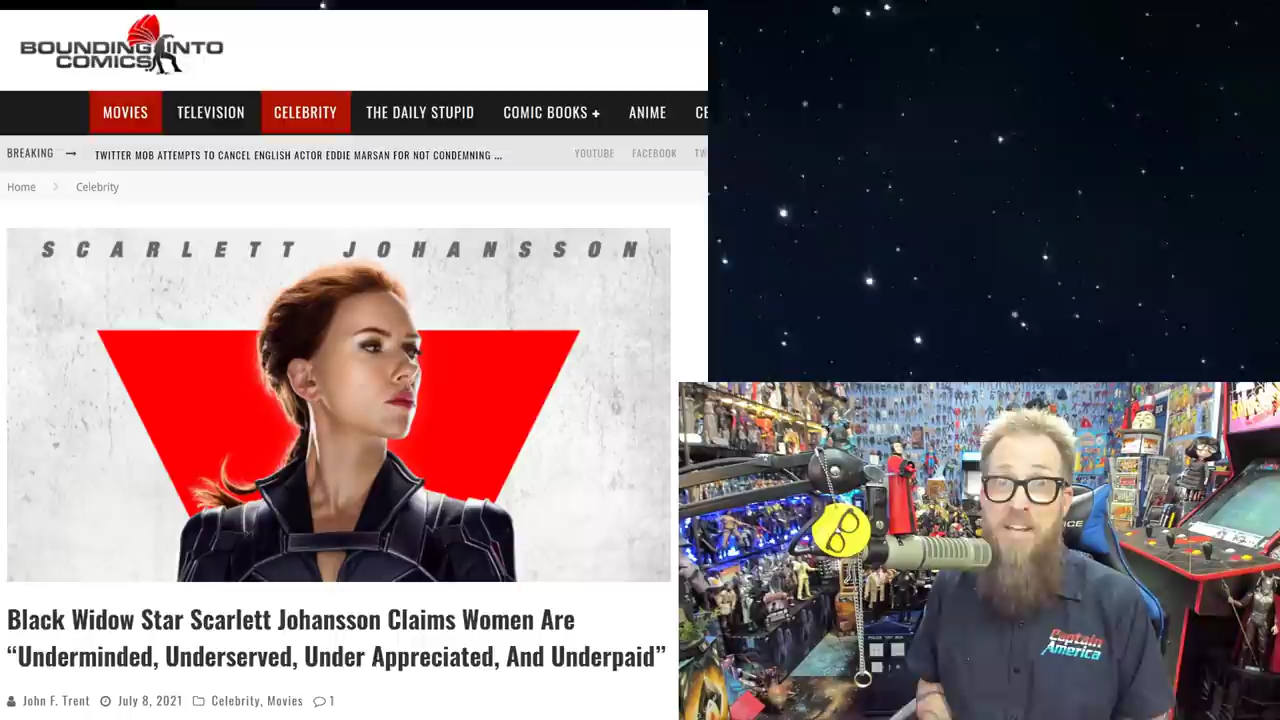 BOUNDING INTO
COMICS
MOVIES TELEVISION CELEBRITY THE DAILY STUPID COMIC BOOKS + ANIME CE
BREAKING → TWITTER MOB ATTEMPTS TO CANCEL ENGLISH ACTOR EDDIE MARSAN FOR NOT CONDEMNING ... YOUTUBE FACEBOOK TW
Home > Celebrity
SCARLETT JOHANSSON
Black Widow Star Scarlett Johansson Claims Women Are
“Underminded, Underserved, Under Appreciated, And Underpaid”
John F. Trent July 8, 2021 Celebrity, Movies 1
Captain
America